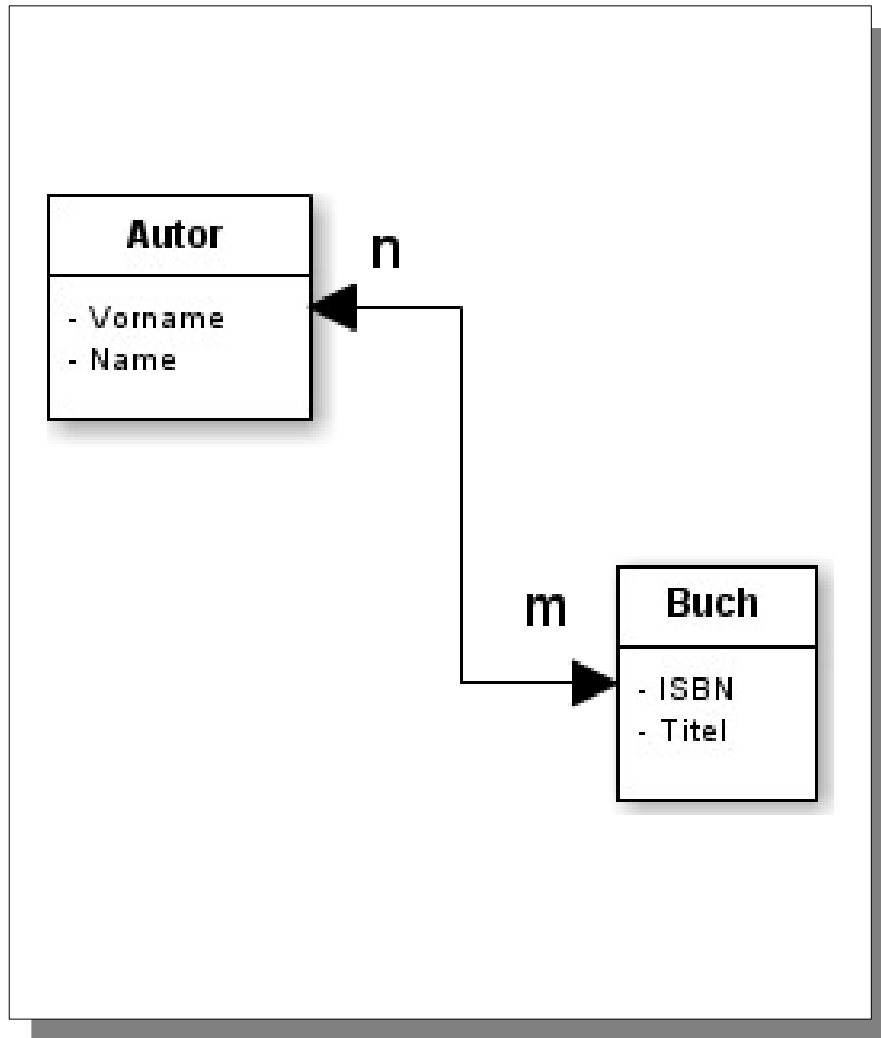 Autor
n
- Vorname
- Name
m
Buch
- ISBN
- Titel